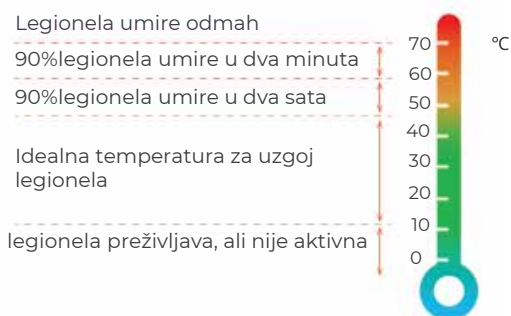 Legionela umire odmah
90%legionela umire u dva minuta
90%legionela umire u dva sata
Idealna temperatura za uzgoj
legionela
legionela preživljava, ali nije aktivna
°C
70
60
50
40
30
20
10
0